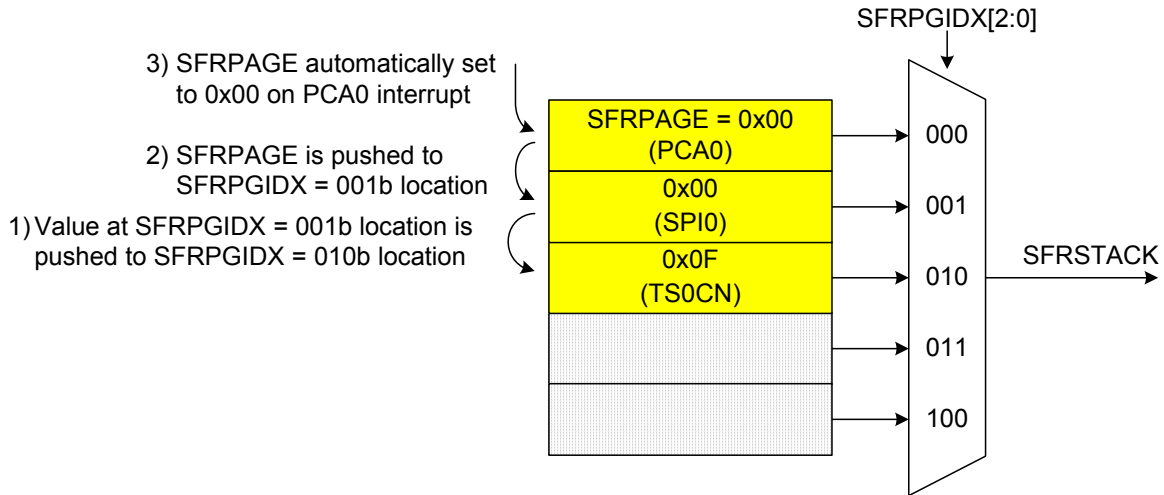 SFRPGIDX[2:0]
3) SFRPAGE automatically set
to 0x00 on PCA0 interrupt
2) SFRPAGE is pushed to
SFRPGIDX = 001b location
1) Value at SFRPGIDX = 001b location is
pushed to SFRPGIDX = 010b location
SFRPAGE = 0x00
(PCA0)
0x00
(SPI0)
0x0F
(TS0CN)
000
001
010
011
100
SFRSTACK